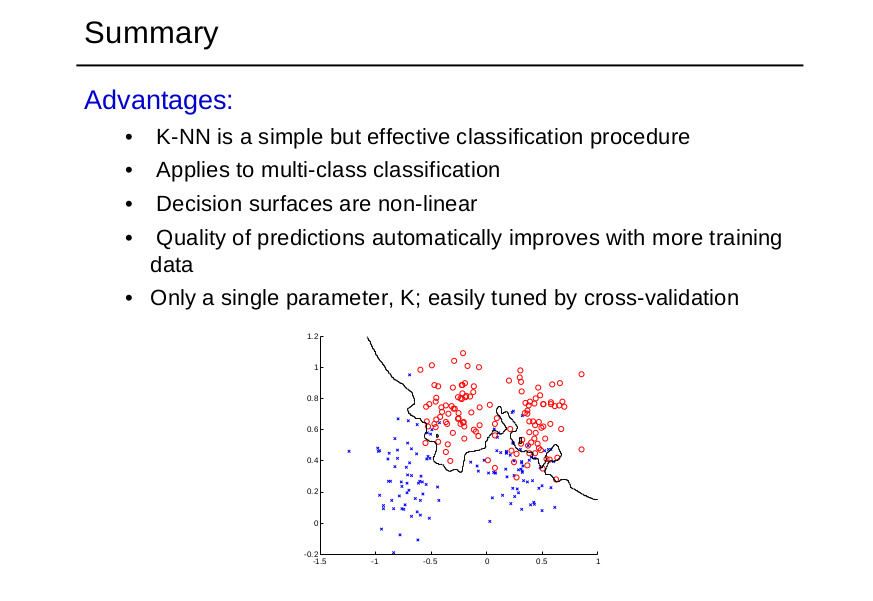 Summary
Advantages:
• K-NN is a simple but effective classification procedure
• Applies to multi-class classification
• Decision surfaces are non-linear
• Quality of predictions automatically improves with more training
data
• Only a single parameter, K; easily tuned by cross-validation
1.2
1
0.8
0.6
0.4
0.2
0
-0.2
-1.5 -1 -0.5 0 0.5 1